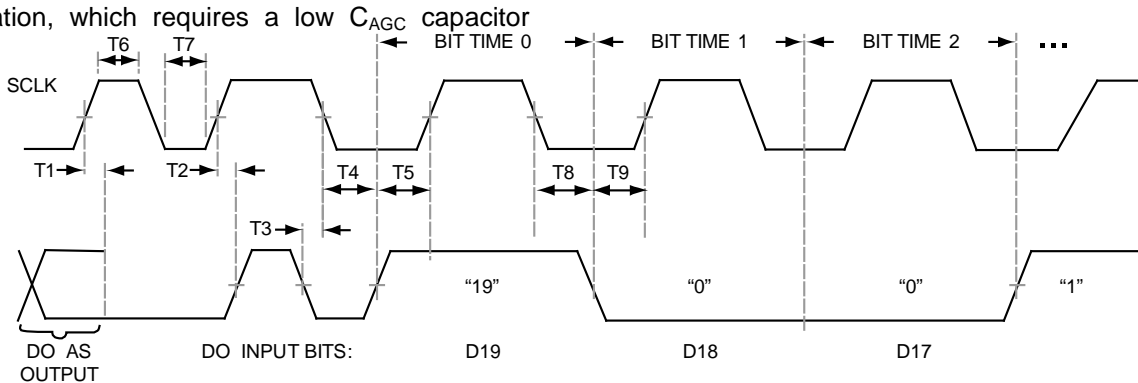 ation, which requires a low CAGC capacitor
T6 T7 BIT TIME 0 BIT TIME 1 BIT TIME 2 ...
SCLK
T1 T2 T4 T5 T8 T9
T3
"19" "0" "0" "1"
DO AS OUTPUT
DO INPUT BITS: D19 D18 D17